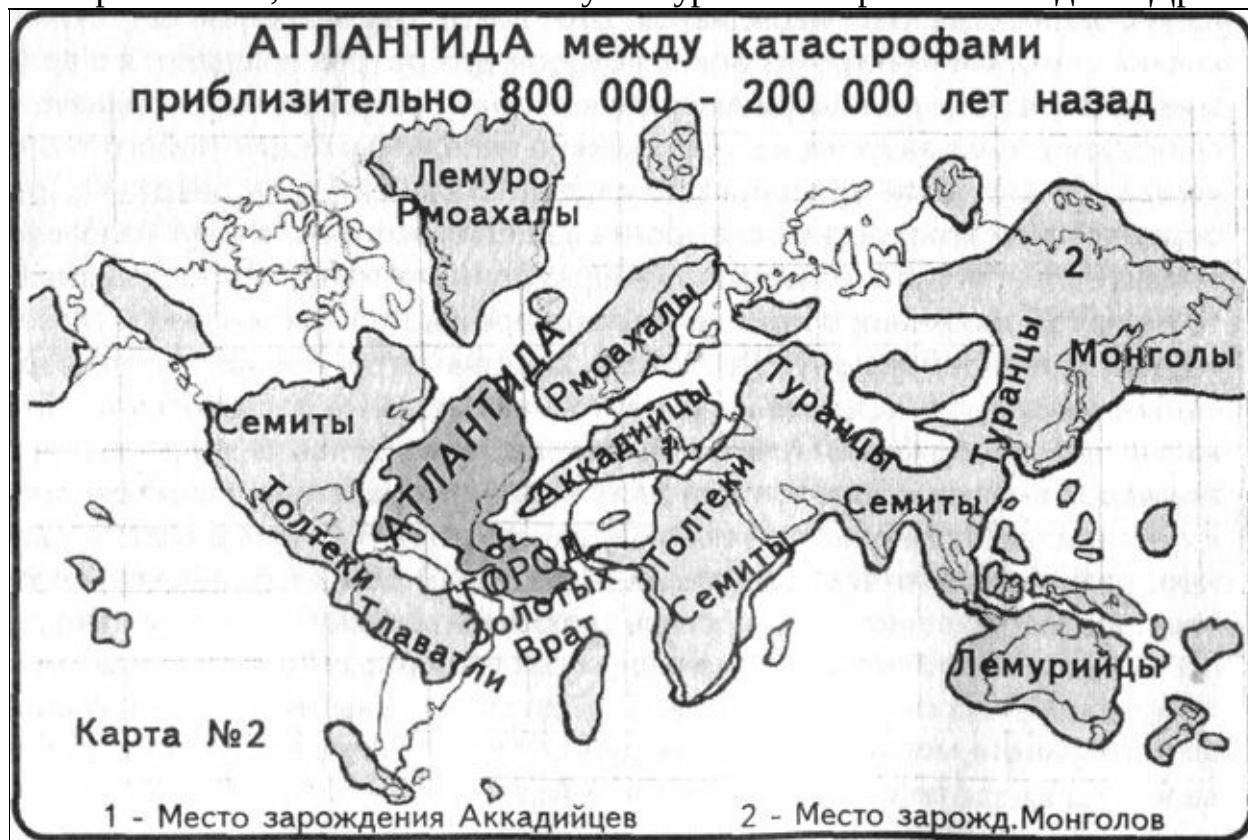 АТЛАНТИДА между катастрофами
приблизительно 800 000 – 200 000 лет назад
Лемуро-
Рмоахалы
2
Рмоахалы
АТЛАНТИДА
Туранцы
Туранцы
Монголы
Семиты
Аккадийцы
Толтеки
Толтеки
Семиты
Семиты
ГОРОД
Золотых
Врат
Тлаватли
Лемурийцы
Карта №2
1 - Место зарождения Аккадийцев
2 - Место зарожд.Монголов